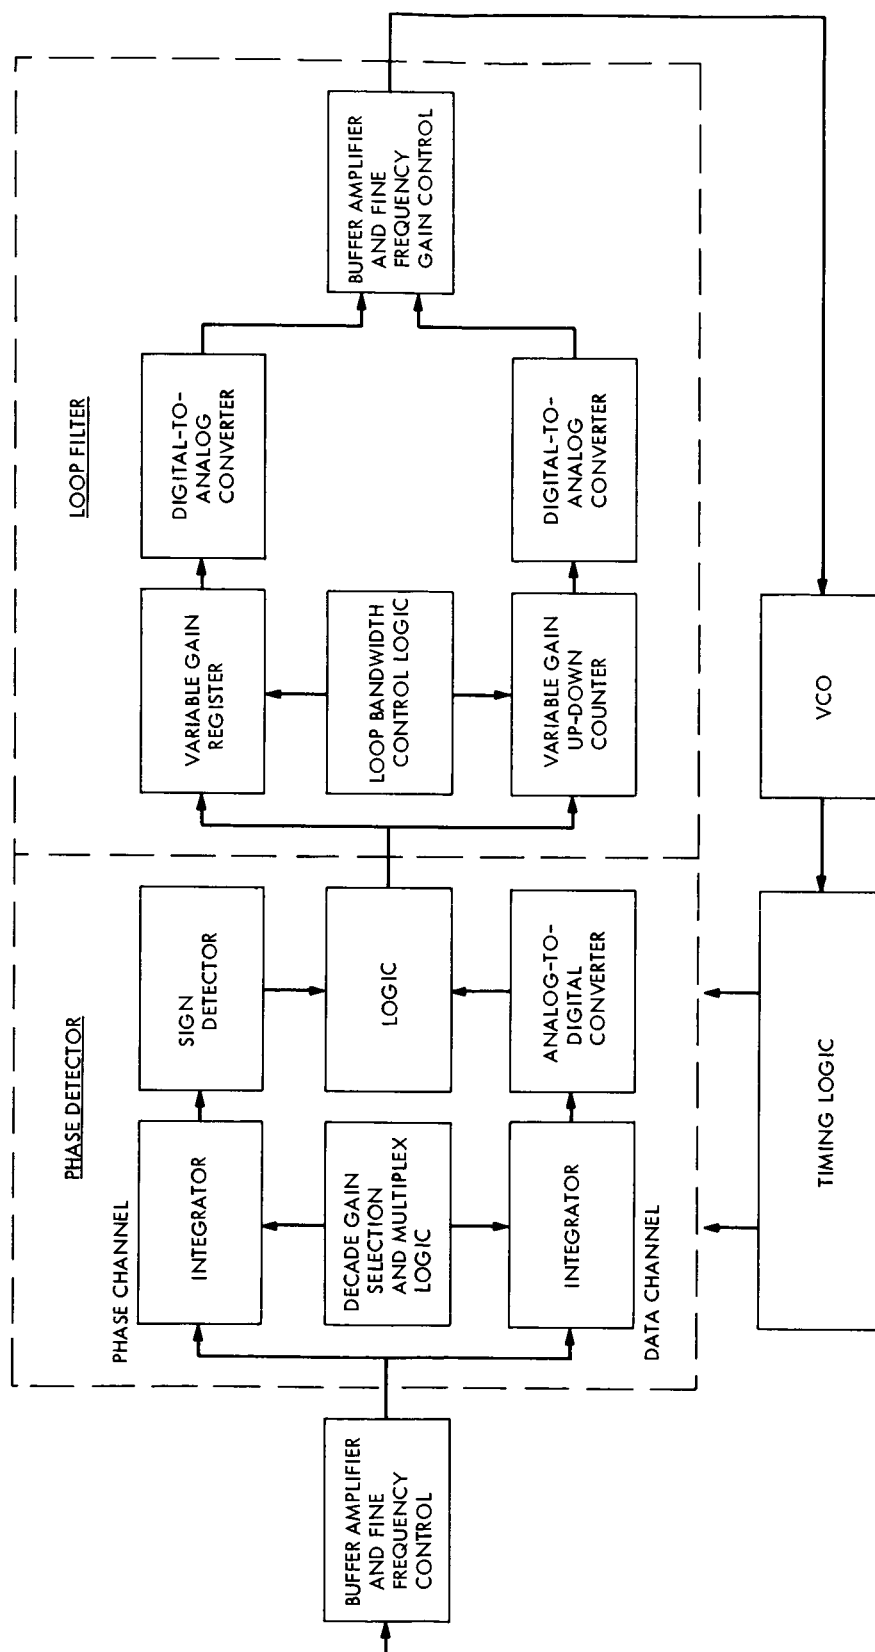 PHASE DETECTOR
LOOP FILTER
BUFFER AMPLIFIER
AND FINE
FREQUENCY
CONTROL
PHASE CHANNEL
INTEGRATOR
SIGN
DETECTOR
DECADE GAIN
SELECTION
AND MULTIPLEX
LOGIC
LOGIC
INTEGRATOR
ANALOG-TO-
DIGITAL
CONVERTER
DATA CHANNEL
VARIABLE GAIN
REGISTER
DIGITAL-TO-
ANALOG
CONVERTER
LOOP BANDWIDTH
CONTROL LOGIC
VARIABLE GAIN
UP-DOWN
COUNTER
DIGITAL-TO-
ANALOG
CONVERTER
BUFFER AMPLIFIER
AND FINE
FREQUENCY
GAIN CONTROL
TIMING LOGIC
VCO